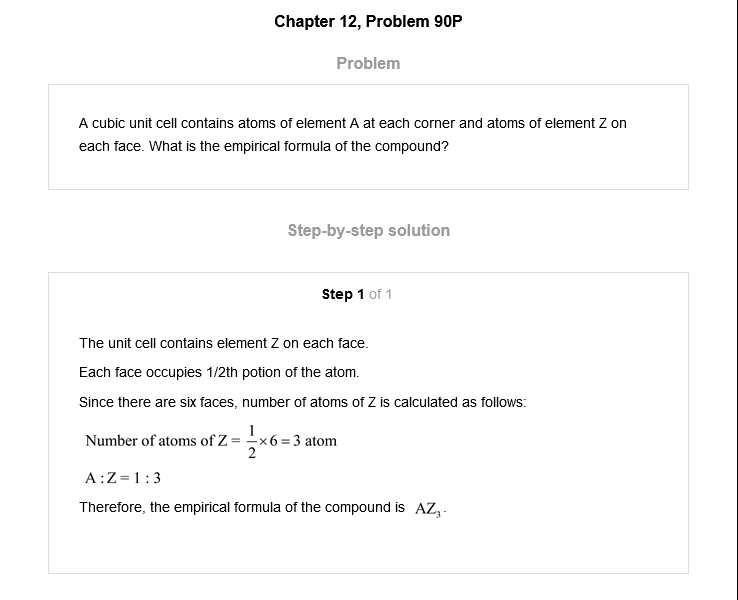 Chapter 12, Problem 90P
Problem
A cubic unit cell contains atoms of element A at each corner and atoms of element Z on
each face. What is the empirical formula of the compound?
Step-by-step solution
Step 1 of 1
The unit cell contains element Z on each face.
Each face occupies 1/2th potion of the atom.
Since there are six faces, number of atoms of Z is calculated as follows:
Number of atoms of Z = 1/2 × 6 = 3 atom
A : Z = 1 : 3
Therefore, the empirical formula of the compound is AZ₃.